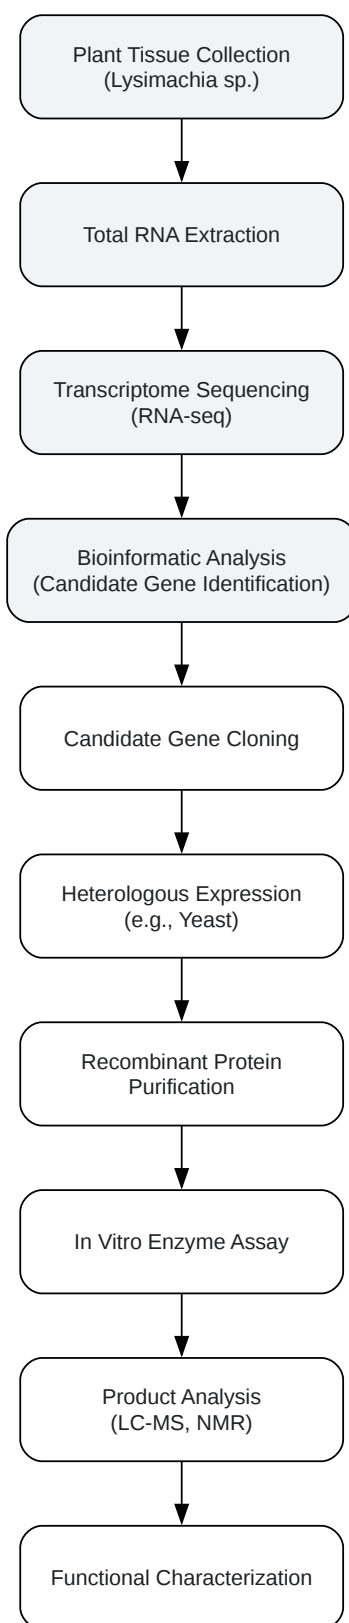 Plant Tissue Collection
(Lysimachia sp.)
Total RNA Extraction
Transcriptome Sequencing
(RNA-seq)
Bioinformatic Analysis
(Candidate Gene Identification)
Candidate Gene Cloning
Heterologous Expression
(e.g., Yeast)
Recombinant Protein
Purification
In Vitro Enzyme Assay
Product Analysis
(LC-MS, NMR)
Functional Characterization